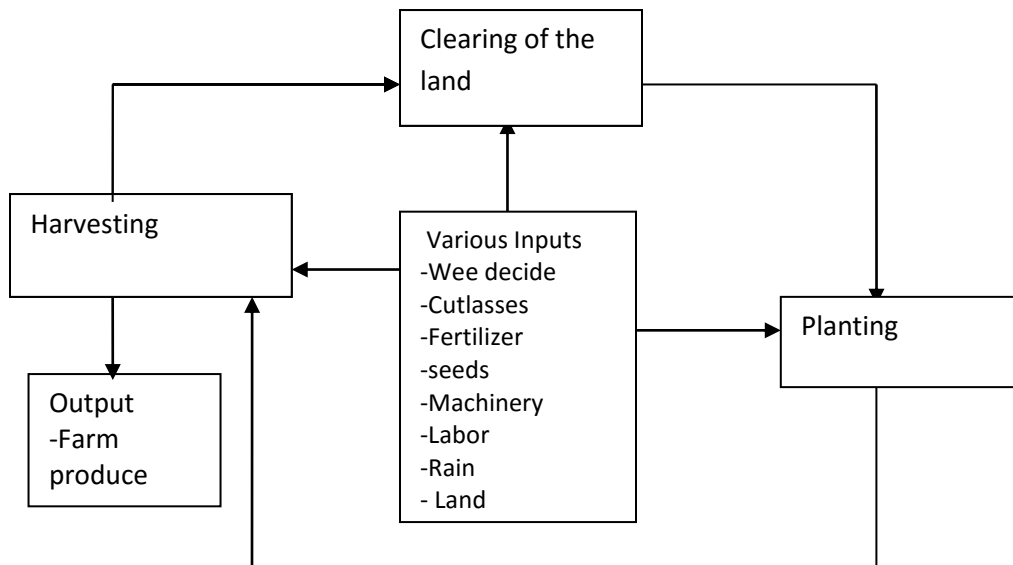 Clearing of the
land
Harvesting
Various Inputs
-Wee decide
-Cutlasses
-Fertilizer
-seeds
-Machinery
-Labor
-Rain
- Land
Planting
Output
-Farm
produce